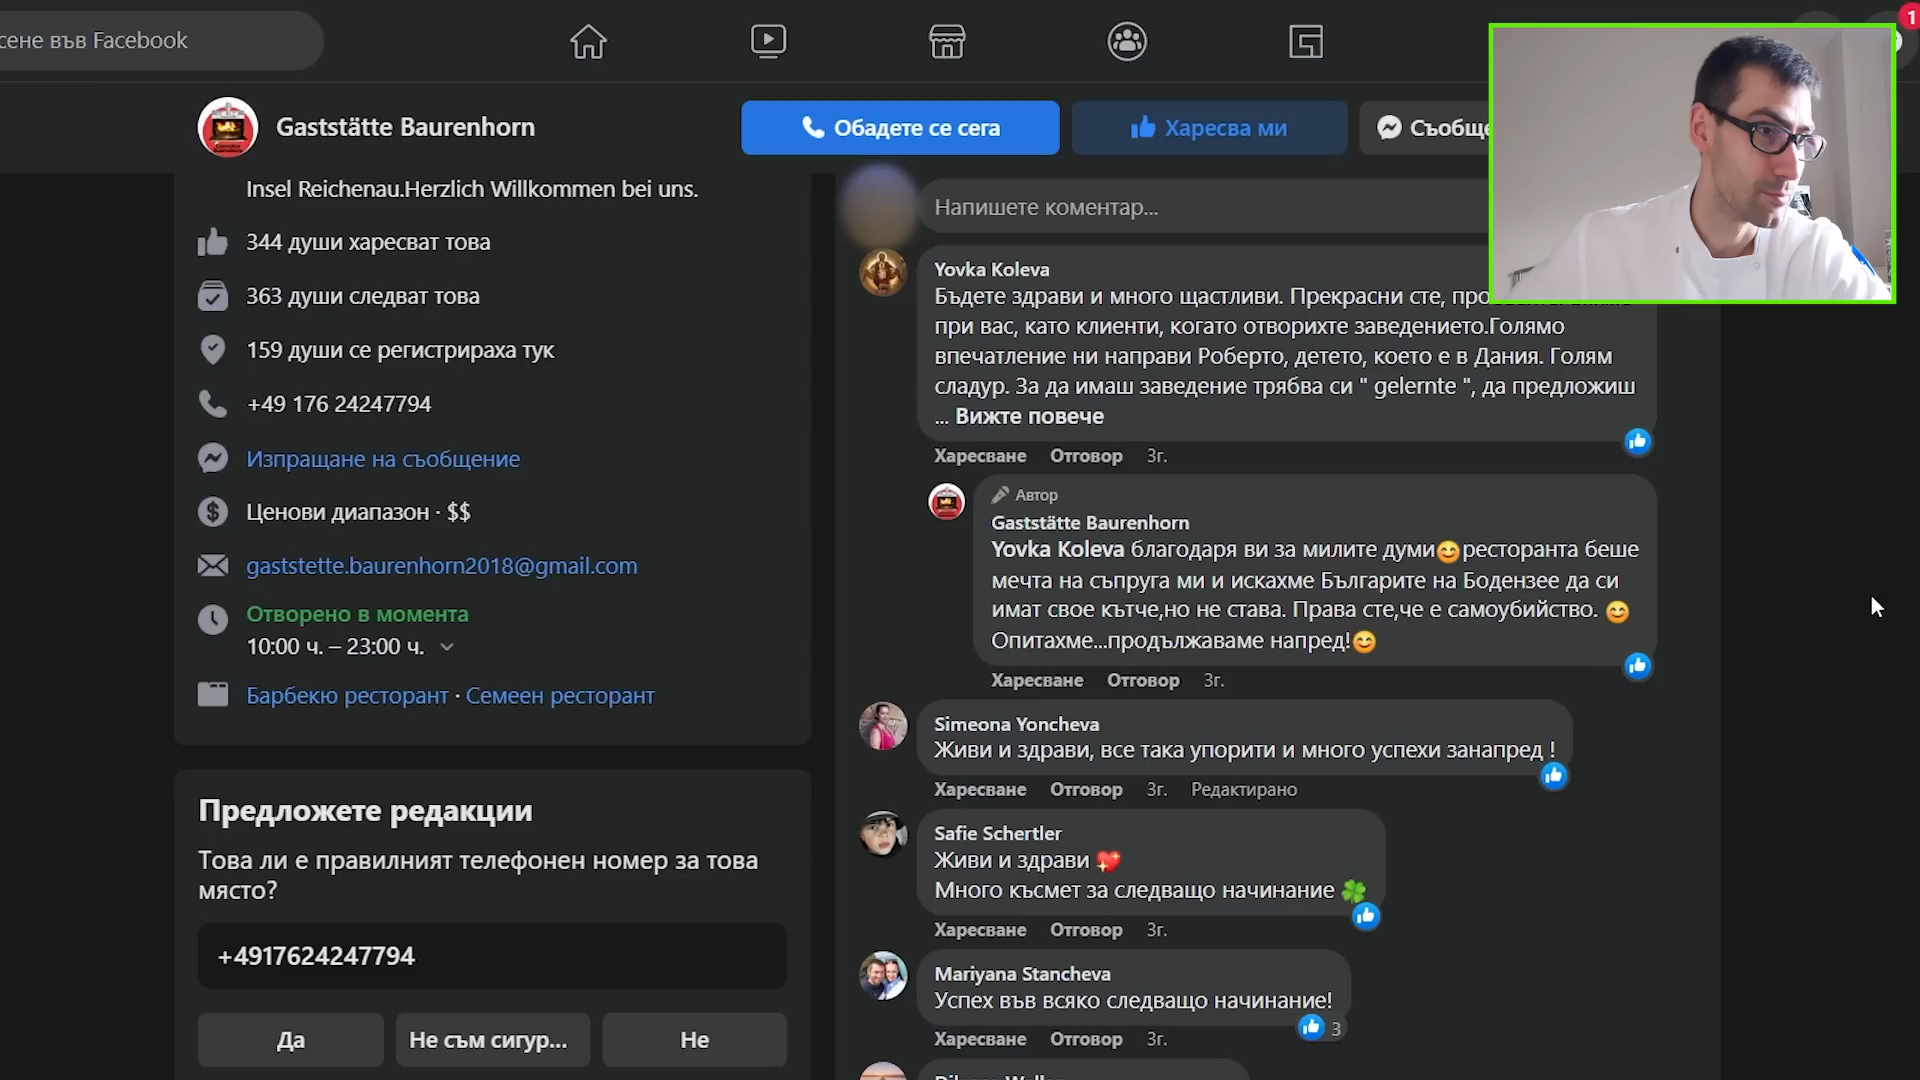 сене във Facebook
1
Gaststätte Baurenhorn
Обадете се сега
Харесва ми
Съобще
Insel Reichenau.Herzlich Willkommen bei uns.
344 души харесват това
363 души следват това
159 души се регистрираха тук
+49 176 24247794
Изпращане на съобщение
Ценови диапазон · $$
gaststette.baurenhorn2018@gmail.com
Отворено в момента
10:00 ч. – 23:00 ч.
Барбекю ресторант · Семеен ресторант
Предложете редакции
Това ли е правилният телефонен номер за това
място?
+4917624247794
Да
Не съм сигур...
Не
Напишете коментар...
Yovka Koleva
Бъдете здрави и много щастливи. Прекрасни сте,
при вас, като клиенти, когато отворихте заведението.Голямо
впечатление ни направи Роберто, детето, което е в Дания. Голям
сладур. За да имаш заведение трябва си " gelernte ", да предложиш
... Вижте повече
Харесване Отговор 3г.
Автор
Gaststätte Baurenhorn
Yovka Koleva благодаря ви за милите думи😊ресторанта беше
мечта на съпруга ми и искахме Българите на Бодензее да си
имат свое кътче,но не става. Права сте,че е самоубийство. 😊
Опитахме...продължаваме напред!😊
Харесване Отговор 3г.
Simeona Yoncheva
Живи и здрави, все така упорити и много успехи занапред !
Харесване Отговор 3г. Редактирано
Safie Schertler
Живи и здрави 💖
Много късмет за следващо начинание 🍀
Харесване Отговор 3г.
Mariyana Stancheva
Успех във всяко следващо начинание!
3
Харесване Отговор 3г.